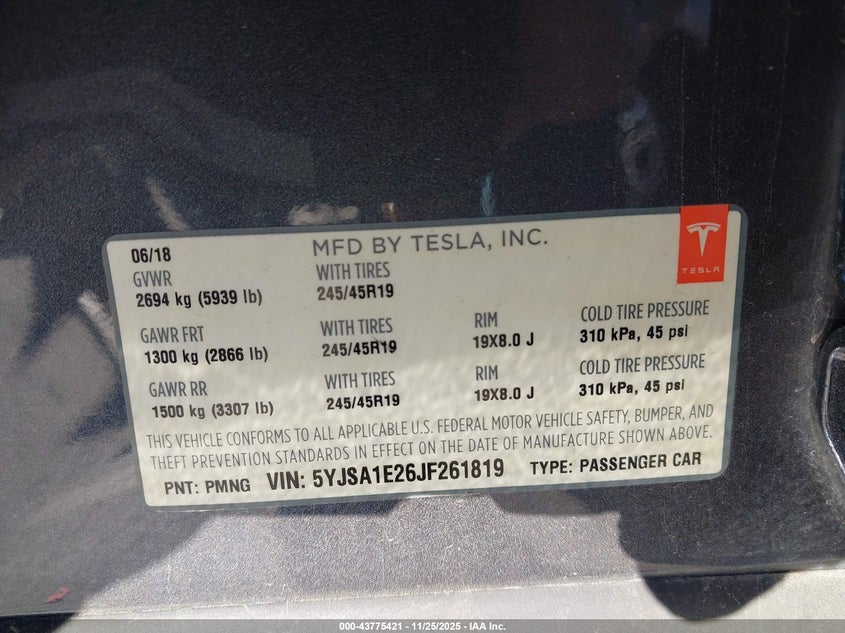 06/18
MFD BY TESLA, INC.
TESLA
GVWR WITH TIRES
2694 kg (5939 lb) 245/45R19
GAWR FRT WITH TIRES RIM COLD TIRE PRESSURE
1300 kg (2866 lb) 245/45R19 19X8.0 J 310 kPa, 45 psi
GAWR RR WITH TIRES RIM COLD TIRE PRESSURE
1500 kg (3307 lb) 245/45R19 19X8.0 J 310 kPa, 45 psi
THIS VEHICLE CONFORMS TO ALL APPLICABLE U.S. FEDERAL MOTOR VEHICLE SAFETY, BUMPER, AND
THEFT PREVENTION STANDARDS IN EFFECT ON THE DATE OF MANUFACTURE SHOWN ABOVE.
PNT: PMNG VIN: 5YJSA1E26JF261819 TYPE: PASSENGER CAR
000-43775421 - 11/25/2025 - IAA Inc.